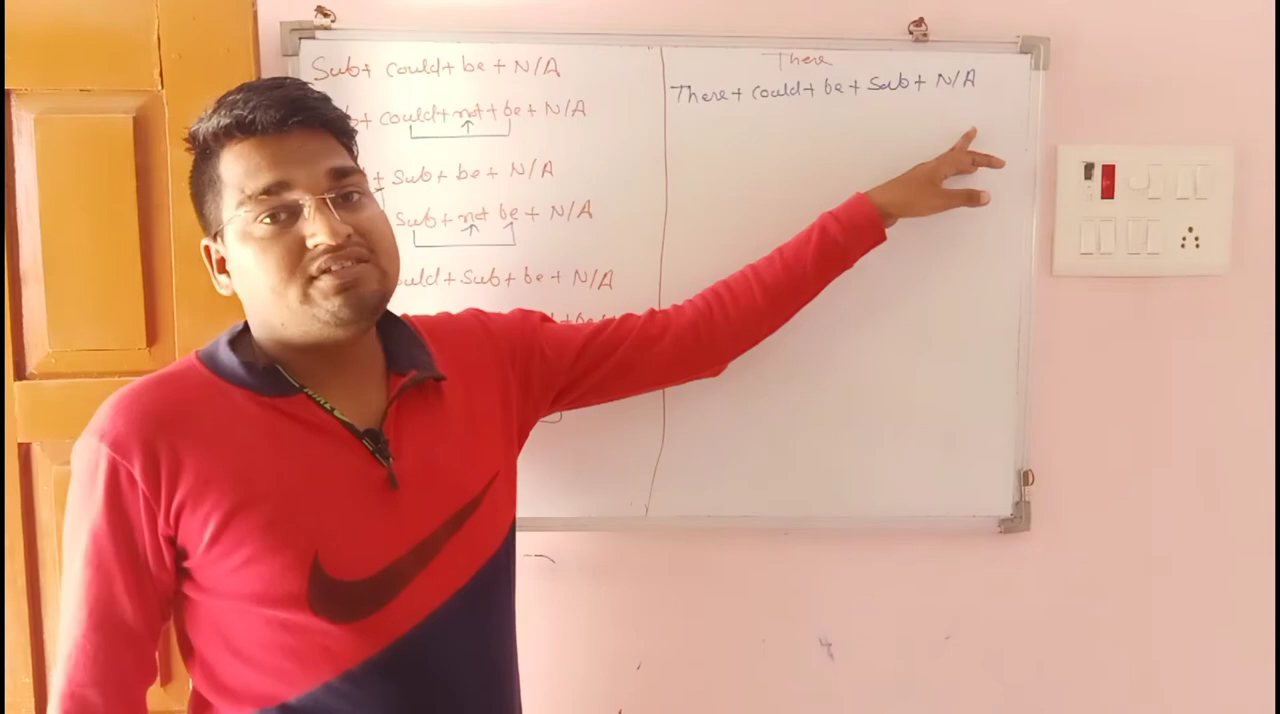 Sub+ could+ be + N/A
+ could+not+be+ N/A
+ Sub+ be + N/A
Sub+ not be + N/A
could+Sub+be+ N/A
There
There+ could+ be + Sub + N/A